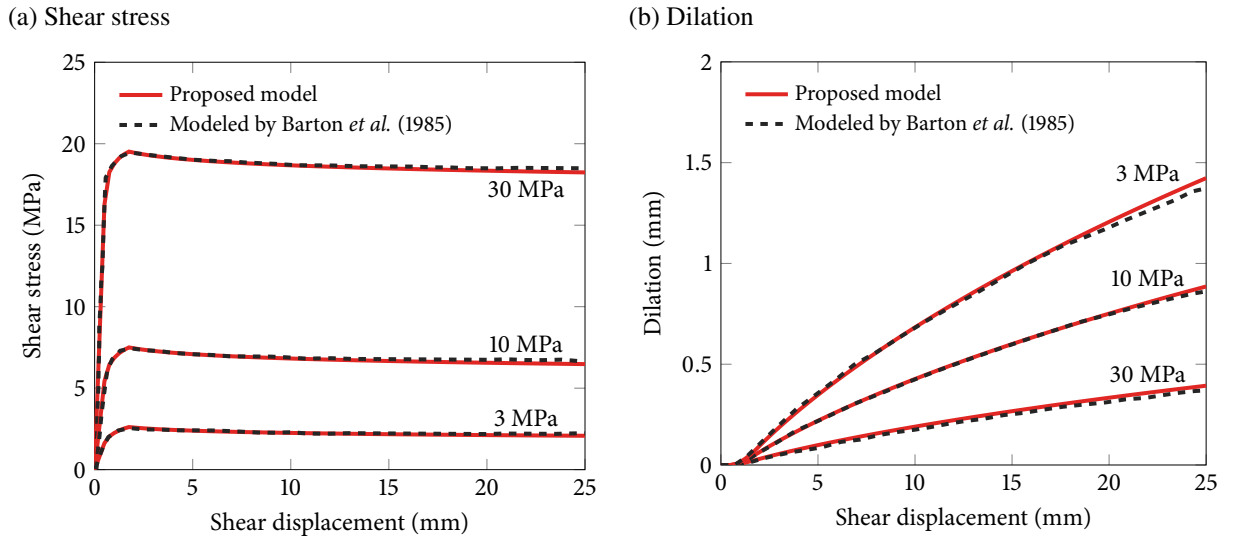 (a) Shear stress
25
20
15
10
5
0
0 5 10 15 20 25
Shear stress (MPa)
Shear displacement (mm)
Proposed model
Modeled by Barton et al. (1985)
30 MPa
10 MPa
3 MPa
(b) Dilation
2
1.5
1
0.5
0
0 5 10 15 20 25
Dilation (mm)
Shear displacement (mm)
Proposed model
Modeled by Barton et al. (1985)
3 MPa
10 MPa
30 MPa